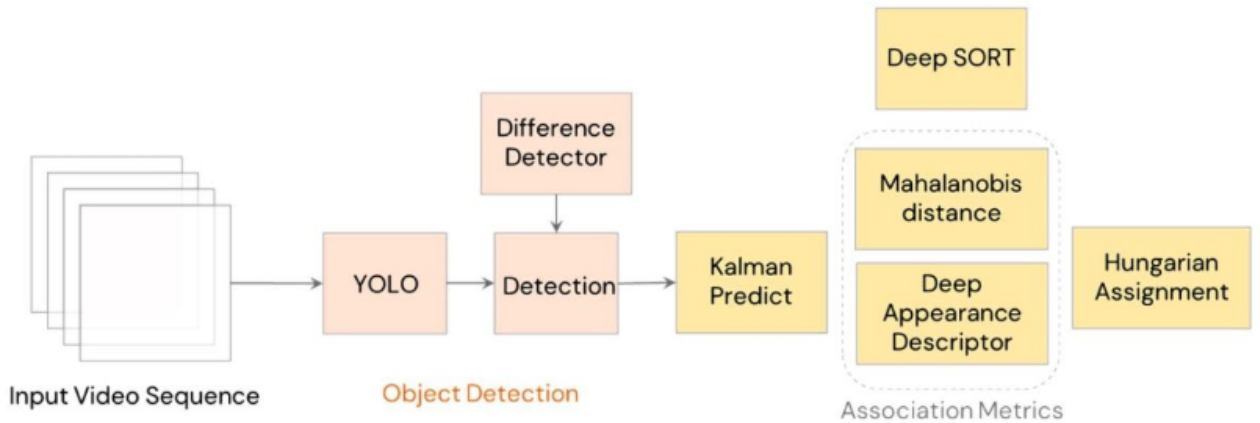 Deep SORT
Difference
Detector
Mahalanobis
distance
YOLO
Detection
Kalman
Predict
Deep
Appearance
Descriptor
Hungarian
Assignment
Input Video Sequence
Object Detection
Association Metrics